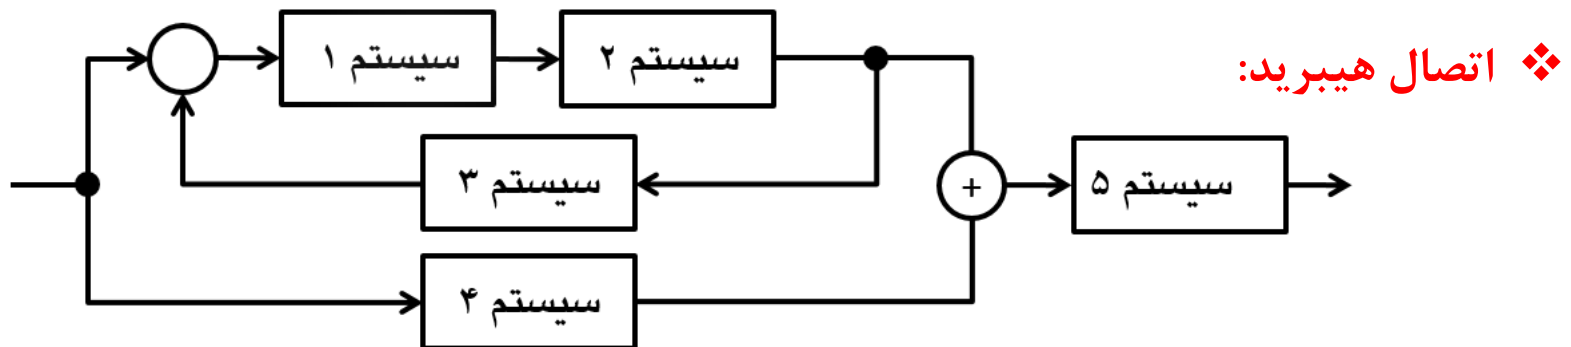 ❖ اتصال هیبرید:
سیستم ۱
سیستم ۲
سیستم ۳
+
سیستم ۵
سیستم ۴